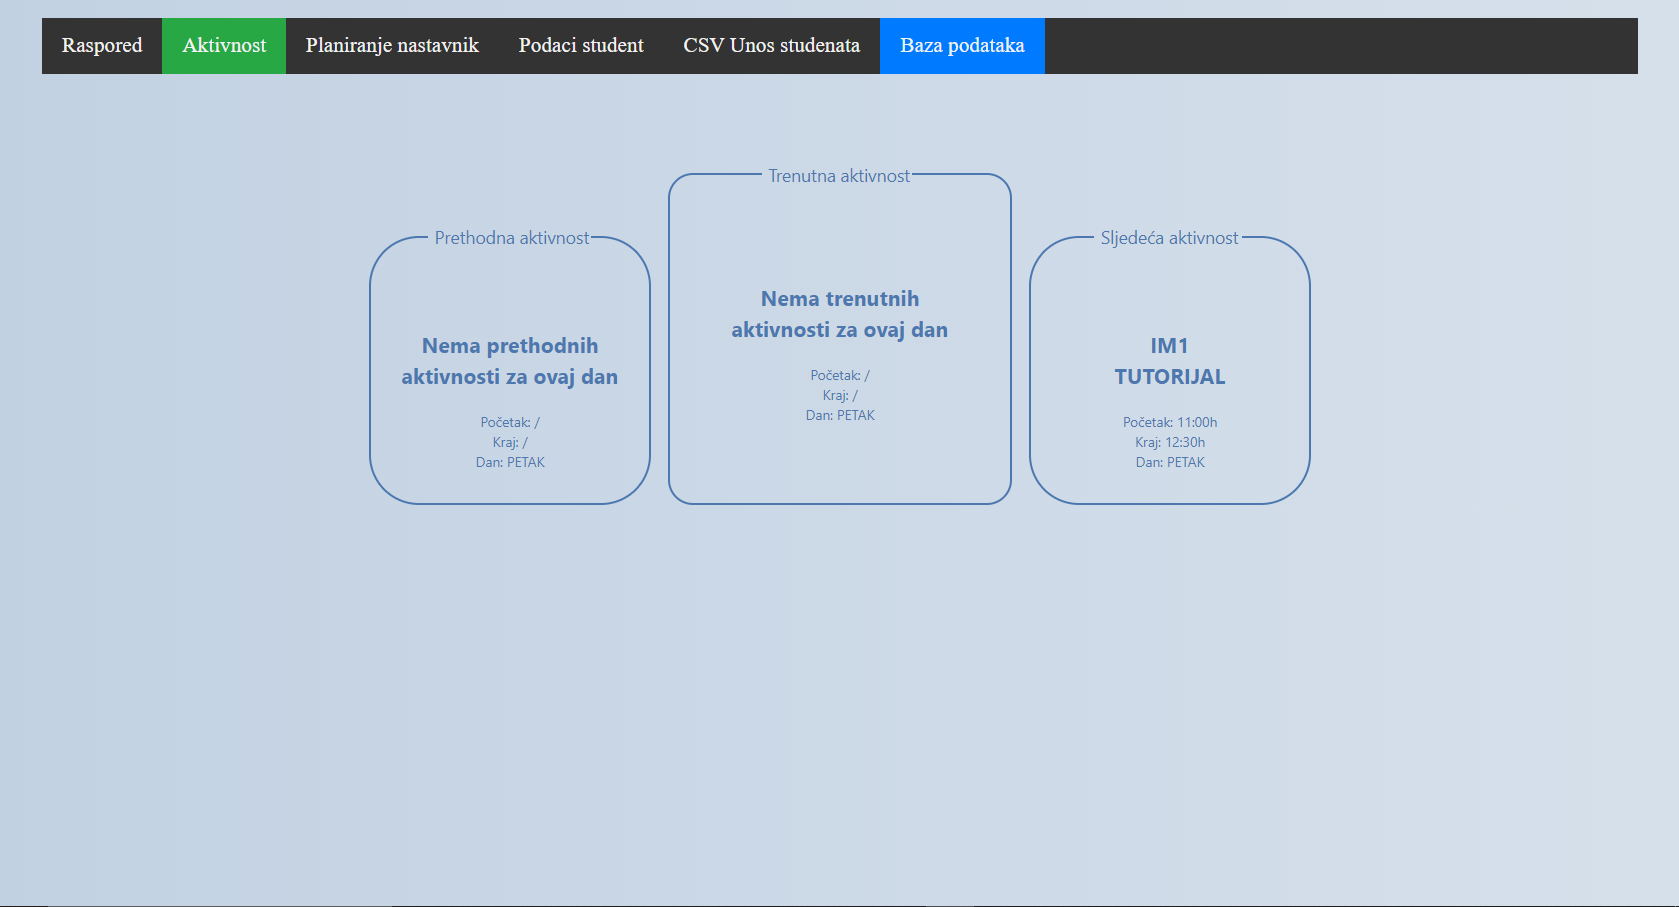 Raspored Aktivnost Planiranje nastavnik Podaci student CSV Unos studenata Baza podataka
Prethodna aktivnost
Nema prethodnih
aktivnosti za ovaj dan
Početak: /
Kraj: /
Dan: PETAK
Trenutna aktivnost
Nema trenutnih
aktivnosti za ovaj dan
Početak: /
Kraj: /
Dan: PETAK
Sljedeća aktivnost
IM1
TUTORIJAL
Početak: 11:00h
Kraj: 12:30h
Dan: PETAK